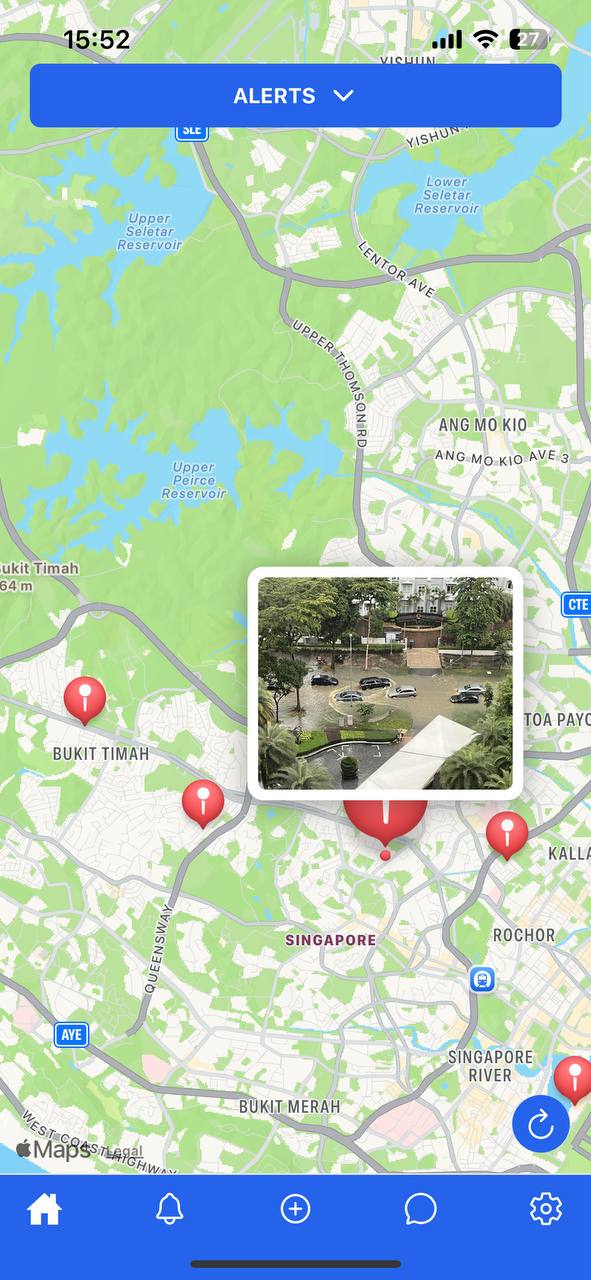 15:52
27
YISHUN
ALERTS
SLE
YISHUN
Lower
Seletar
Reservoir
Upper
Seletar
Reservoir
LENTOR AVE
UPPER THOMSON RD
ANG MO KIO
ANG MO KIO AVE 3
Upper
Peirce
Reservoir
ukit Timah
64 m
CTE
TOA PAYO
BUKIT TIMAH
KALLA
QUEENSWAY
SINGAPORE
ROCHOR
AYE
SINGAPORE
RIVER
BUKIT MERAH
WEST COAST HIGHWAY
Maps
Legal